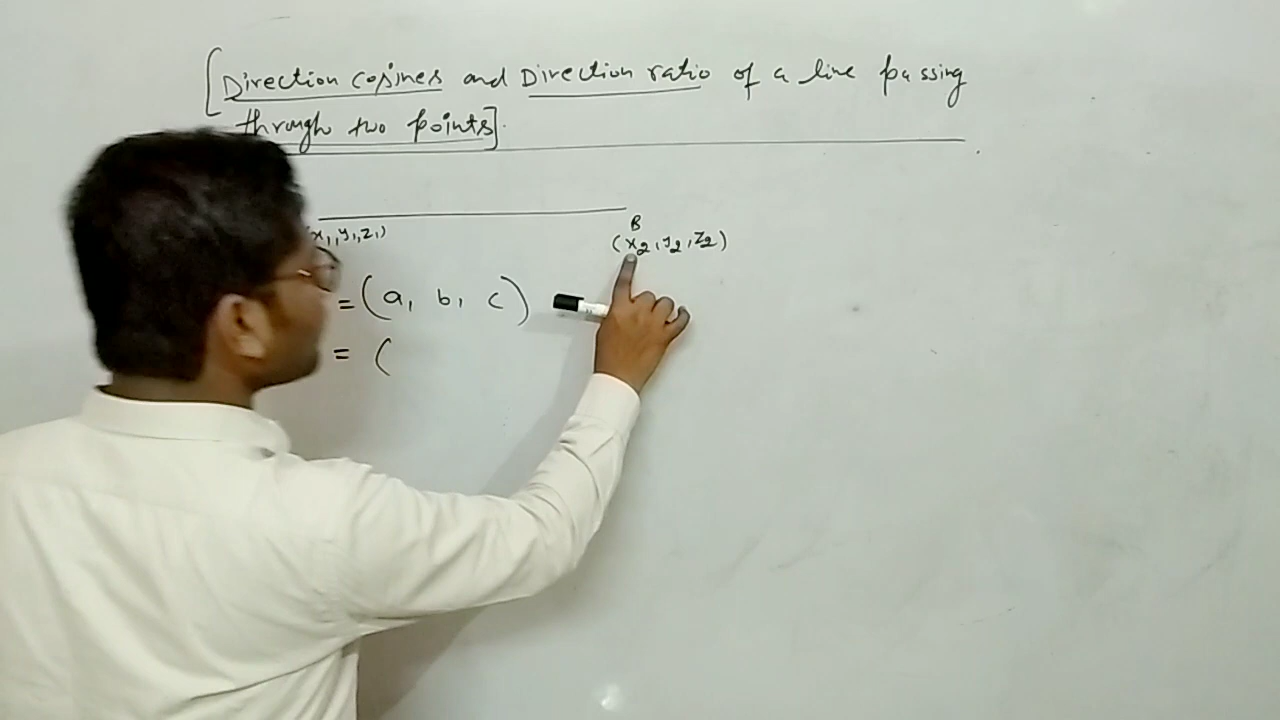 [Direction cosines and Direction ratio of a line passing
through two points].
(x₁, y₁, z₁)
B
(x₂, y₂, z₂)
= (a, b, c)
= (